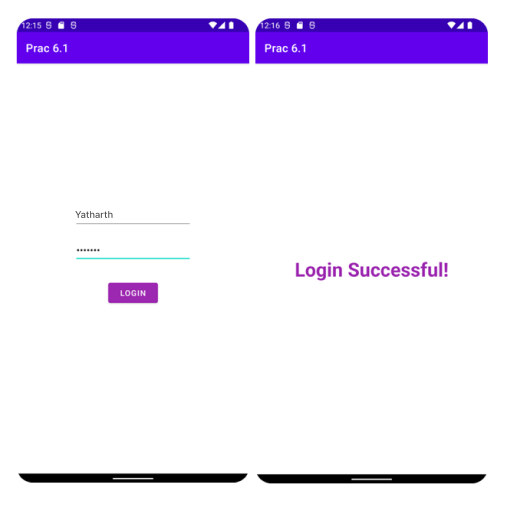 12:15
Prac 6.1
Yatharth
•••••••
LOGIN
12:16
Prac 6.1
Login Successful!